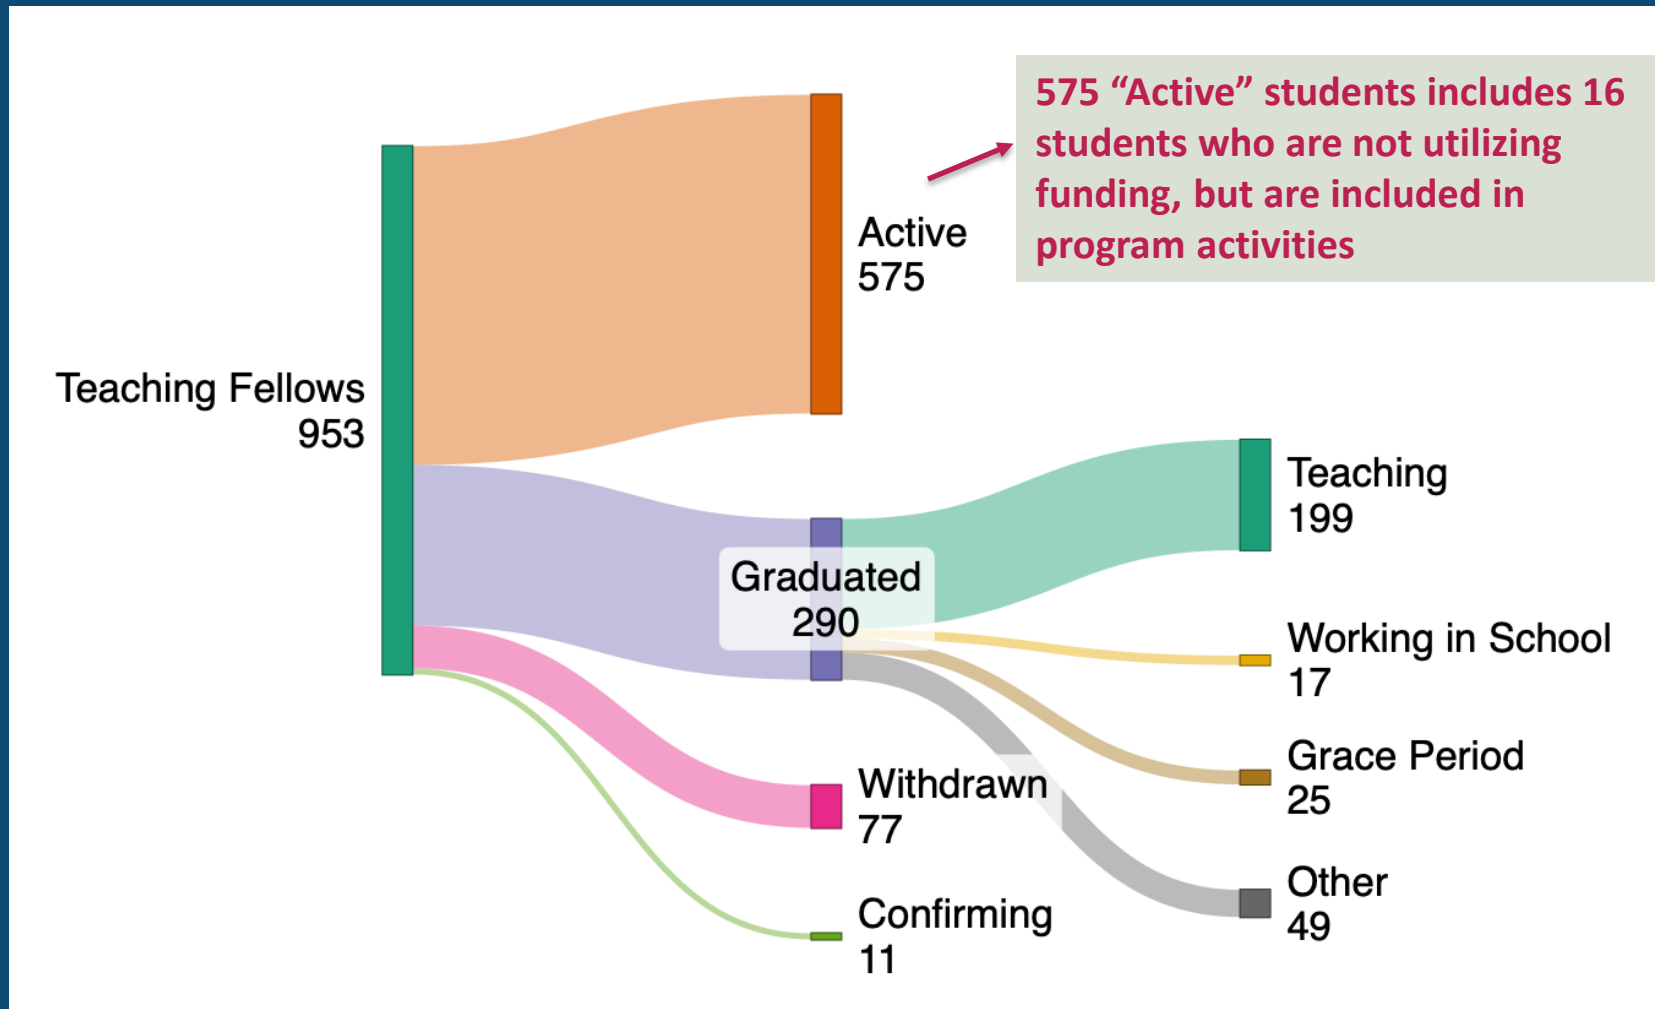 575 “Active” students includes 16
students who are not utilizing
funding, but are included in
program activities
Active
575
Teaching Fellows
953
Teaching
199
Graduated
290
Working in School
17
Grace Period
25
Withdrawn
77
Other
49
Confirming
11